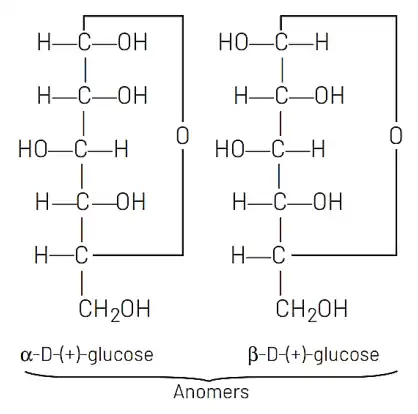 H—C—OH HO—C—H
H—C—OH H—C—OH
HO—C—H O HO—C—H O
H—C—OH H—C—OH
H—C H—C
CH₂OH CH₂OH
α-D-(+)-glucose β-D-(+)-glucose
Anomers